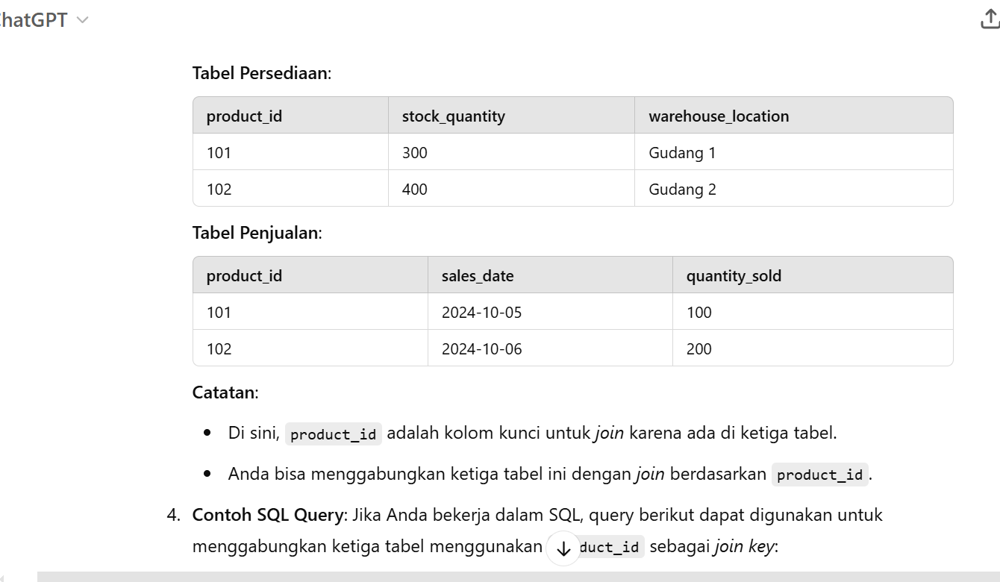 hatGPT
Tabel Persediaan:
product_id stock_quantity warehouse_location
101 300 Gudang 1
102 400 Gudang 2
Tabel Penjualan:
product_id sales_date quantity_sold
101 2024-10-05 100
102 2024-10-06 200
Catatan:
• Di sini, product_id adalah kolom kunci untuk join karena ada di ketiga tabel.
• Anda bisa menggabungkan ketiga tabel ini dengan join berdasarkan product_id.
4. Contoh SQL Query: Jika Anda bekerja dalam SQL, query berikut dapat digunakan untuk
menggabungkan ketiga tabel menggunakan duct_id sebagai join key: